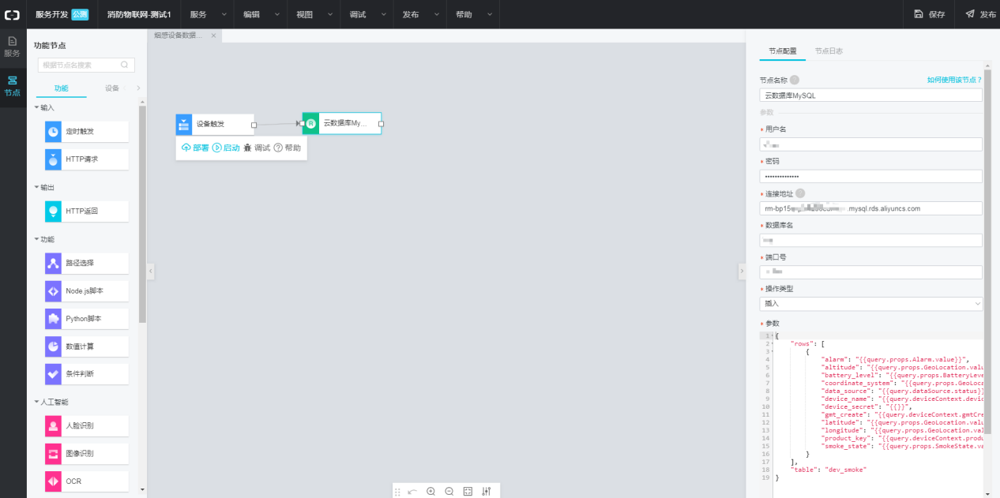 服务开发 公测 消防物联网-测试1 服务 编辑 视图 调试 发布 帮助 保存 发布
服务
节点
功能节点
根据节点名搜索
功能 设备
输入
定时触发
HTTP请求
输出
HTTP返回
功能
路径选择
Node.js脚本
Python脚本
数值计算
条件判断
人工智能
人脸识别
图像识别
OCR
烟感设备数据...
设备触发
云数据库My...
部署 启动 调试 帮助
节点配置 节点日志
节点名称 如何使用该节点？
云数据库MySQL
参数
用户名
密码
••••••••••••••
连接地址
rm-bp15 .mysql.rds.aliyuncs.com
数据库名
端口号
操作类型
插入
参数
1 {
2 "rows": [
3 {
4 "alarm": "{{query.props.Alarm.value}}",
5 "altitude": "{{query.props.GeoLocation.valu
6 "battery_level": "{{query.props.BatteryLeve
7 "coordinate_system": "{{query.props.GeoLoca
8 "data_source": "{{query.dataSource.status}}
9 "device_name": "{{query.deviceContext.devic
10 "device_secret": "{{}}",
11 "gmt_create": "{{query.deviceContext.gmtCre
12 "latitude": "{{query.props.GeoLocation.valu
13 "longitude": "{{query.props.GeoLocation.val
14 "product_key": "{{query.deviceContext.produ
15 "smoke_state": "{{query.props.SmokeState.va
16 }
17 ],
18 "table": "dev_smoke"
19 }